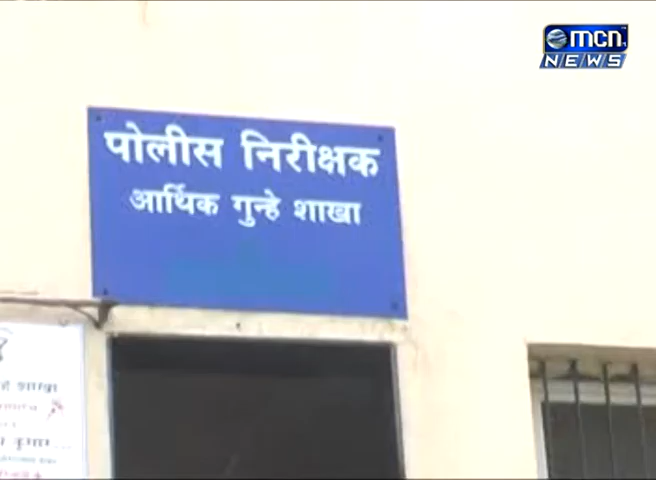 mcn
NEWS
पोलीस निरीक्षक
आर्थिक गुन्हे शाखा
न्हे शाखा
कुमार